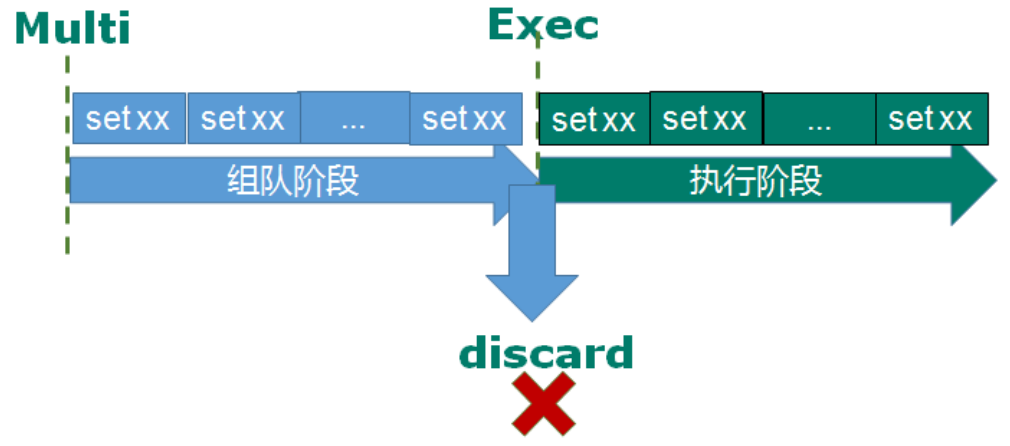 Multi
Exec
set xx set xx ... set xx set xx set xx ... set xx
组队阶段 执行阶段
discard